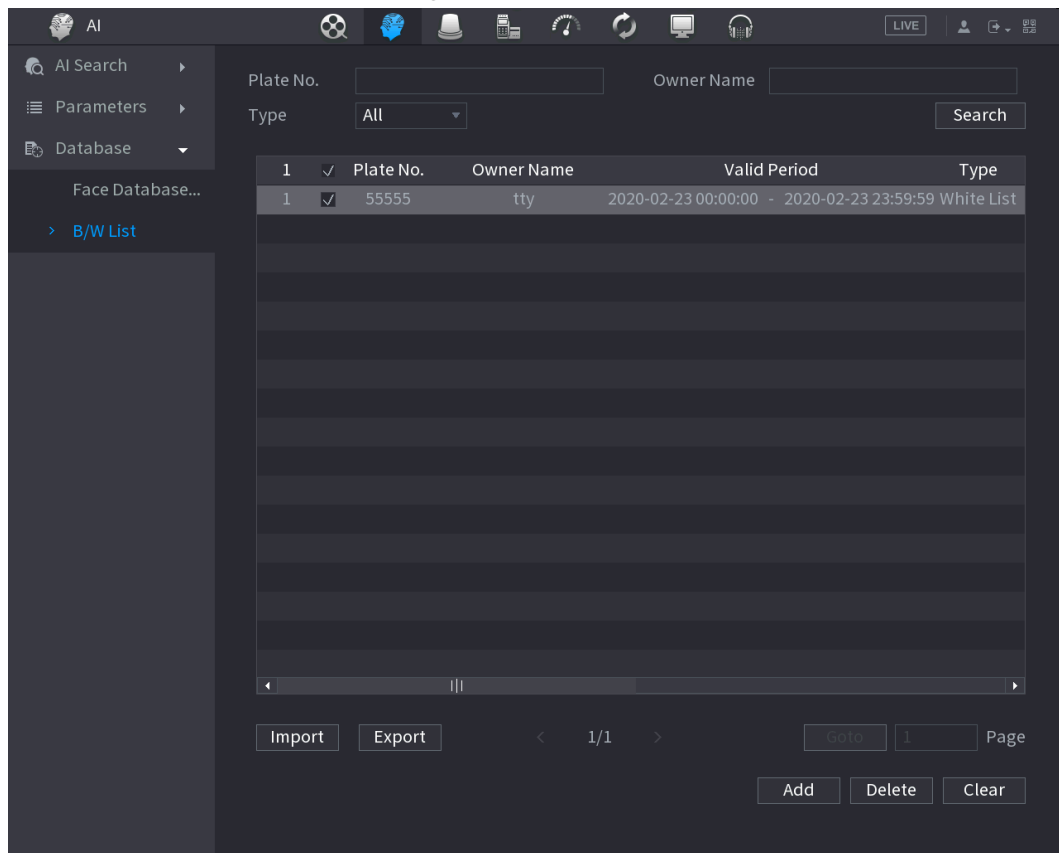 AI
LIVE
AI Search
Parameters
Database
Face Database...
B/W List
Plate No.
Owner Name
Type
All
Search
1 Plate No. Owner Name Valid Period Type
1 55555 tty 2020-02-23 00:00:00 - 2020-02-23 23:59:59 White List
Import
Export
< 1/1 >
Goto
1
Page
Add
Delete
Clear